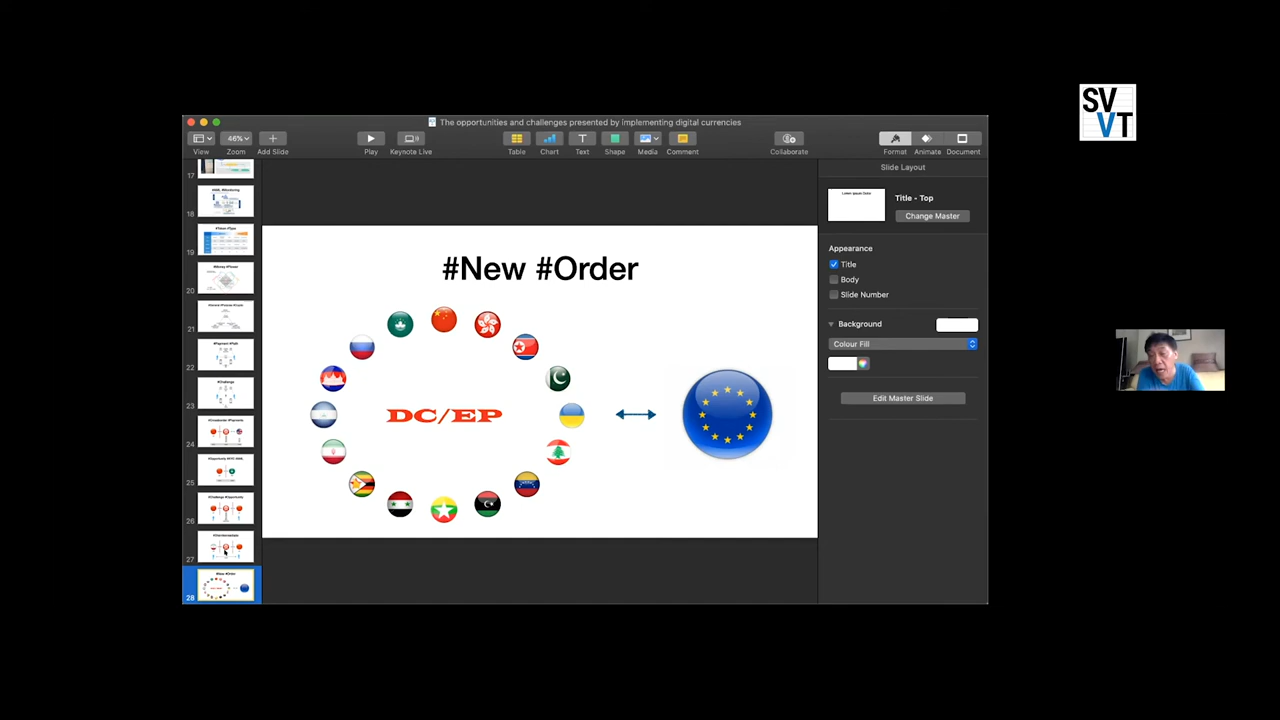 SV
VT
The opportunities and challenges presented by implementing digital currencies
46%
View Zoom Add Slide Play Keynote Live Table Chart Text Shape Media Comment Collaborate Format Animate Document
Slide Layout
Title - Top
Change Master
Appearance
Title
Body
Slide Number
Background
Colour Fill
Edit Master Slide
#New #Order
DC/EP
17
18
19
20
21
22
23
24
25
26
27
28